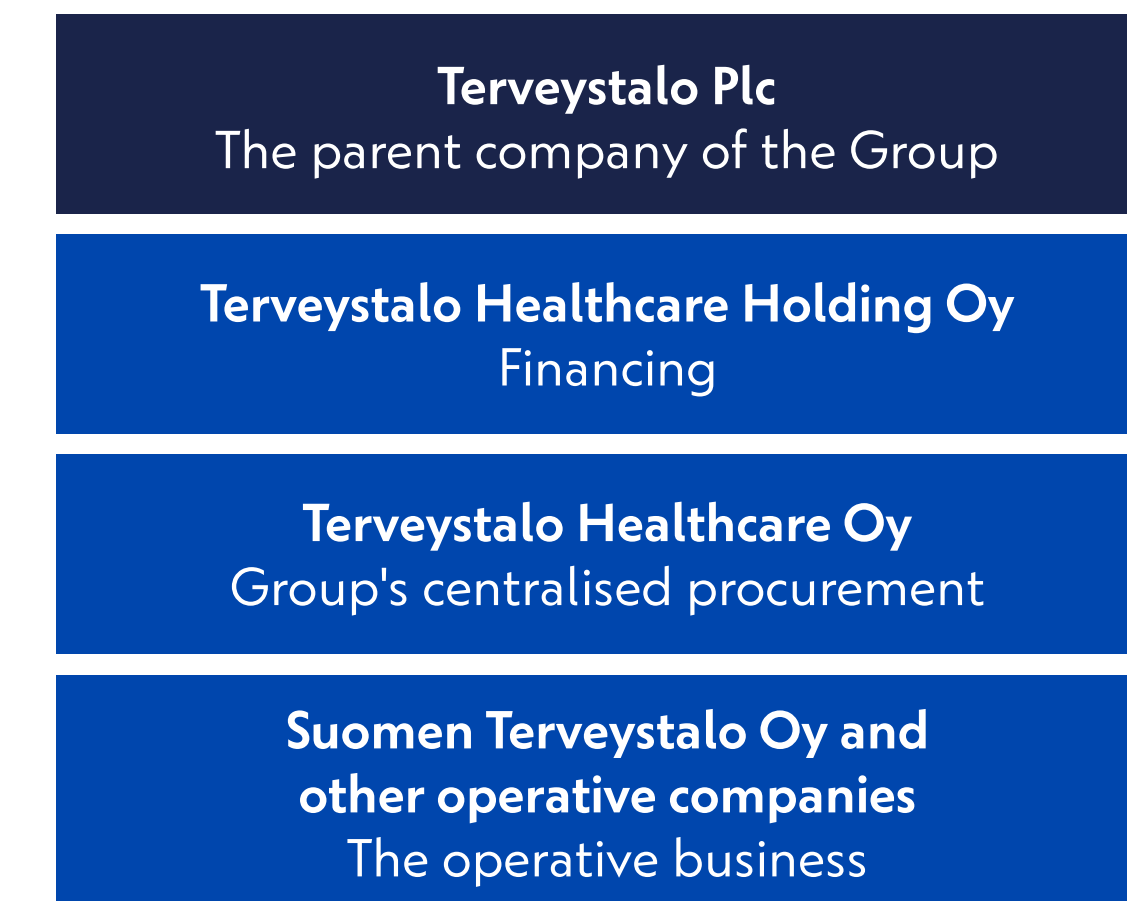 Terveystalo Plc
The parent company of the Group
Terveystalo Healthcare Holding Oy
Financing
Terveystalo Healthcare Oy
Group's centralised procurement
Suomen Terveystalo Oy and
other operative companies
The operative business